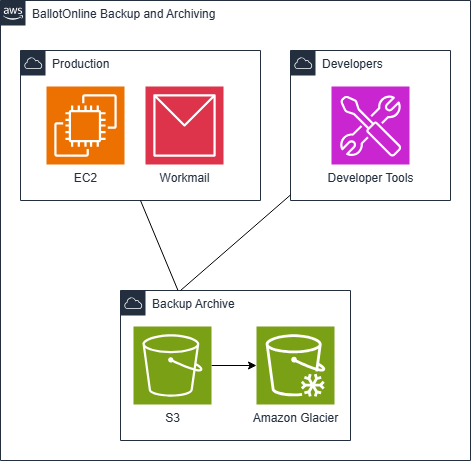 aws
BallotOnline Backup and Archiving
Production
Developers
EC2
Workmail
Developer Tools
Backup Archive
S3
Amazon Glacier